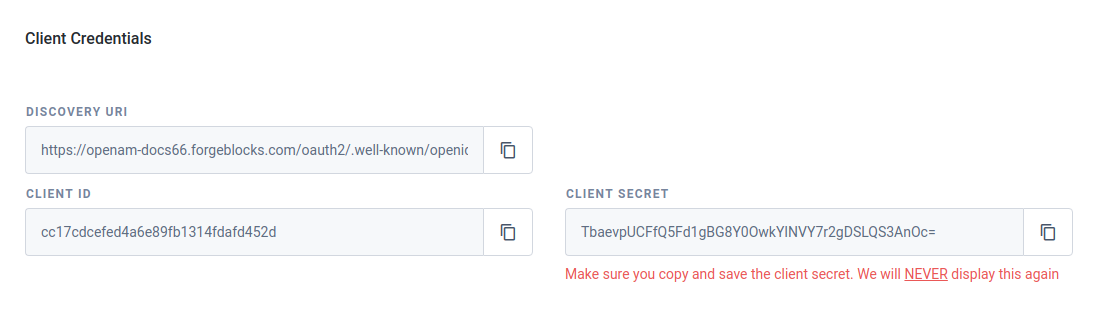 Client Credentials
DISCOVERY URI
https://openam-docs66.forgeblocks.com/oauth2/.well-known/openic
CLIENT ID
CLIENT SECRET
cc17cdcefed4a6e89fb1314fdafd452d
TbaevpUCFfQ5Fd1gBG8Y0OwkYINVY7r2gDSLQS3AnOc=
Make sure you copy and save the client secret. We will NEVER display this again